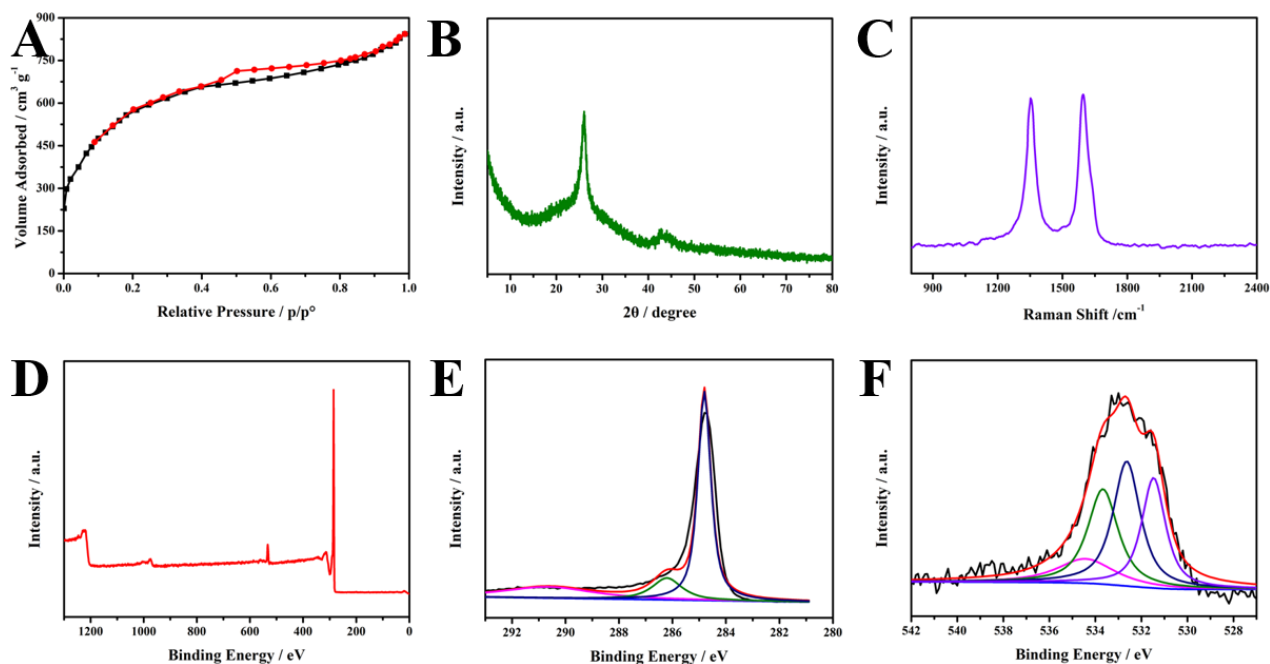 A
900
750
600
450
300
150
0
0.0 0.2 0.4 0.6 0.8 1.0
Volume Adsorbed / cm³ g⁻¹
Relative Pressure / p/p°
B
10 20 30 40 50 60 70 80
Intensity / a.u.
2θ / degree
C
900 1200 1500 1800 2100 2400
Intensity / a.u.
Raman Shift /cm⁻¹
D
1200 1000 800 600 400 200 0
Intensity / a.u.
Binding Energy / eV
E
292 290 288 286 284 282 280
Intensity / a.u.
Binding Energy / eV
F
542 540 538 536 534 532 530 528
Intensity / a.u.
Binding Energy / eV